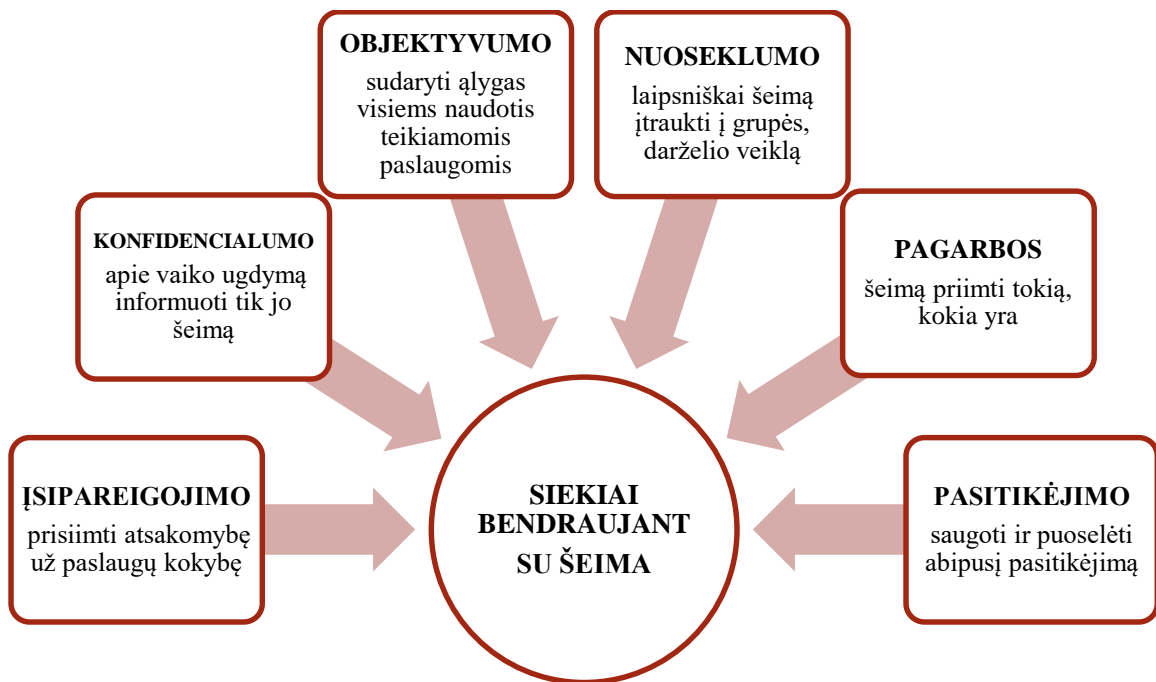 OBJEKTYVUMO
sudaryti ąlygas
visiems naudotis
teikiamomis
paslaugomis
NUOSEKLUMO
laipsniškai šeimą
įtraukti į grupės,
darželio veiklą
KONFIDENCIALUMO
apie vaiko ugdymą
informuoti tik jo
šeimą
PAGARBOS
šeimą priimti tokią,
kokia yra
ĮSIPAREIGOJIMO
prisiimti atsakomybę
už paslaugų kokybę
SIEKIAI
BENDRAUJANT
SU ŠEIMA
PASITIKĖJIMO
saugoti ir puoselėti
abipusį pasitikėjimą